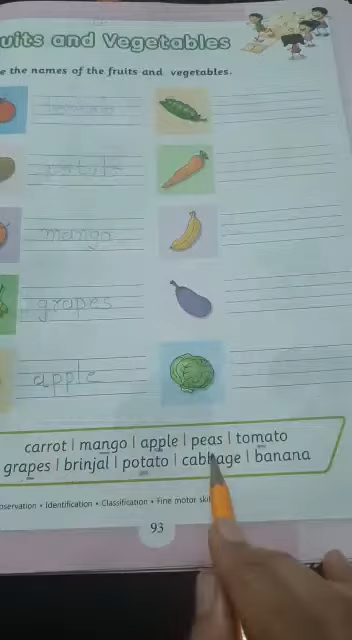 uits and Vegetables
e the names of the fruits and vegetables.
tomato
potato
mango
grapes
apple
carrot | mango | apple | peas | tomato
grapes | brinjal | potato | cabbage | banana
bservation • Identification • Classification • Fine motor skil
93